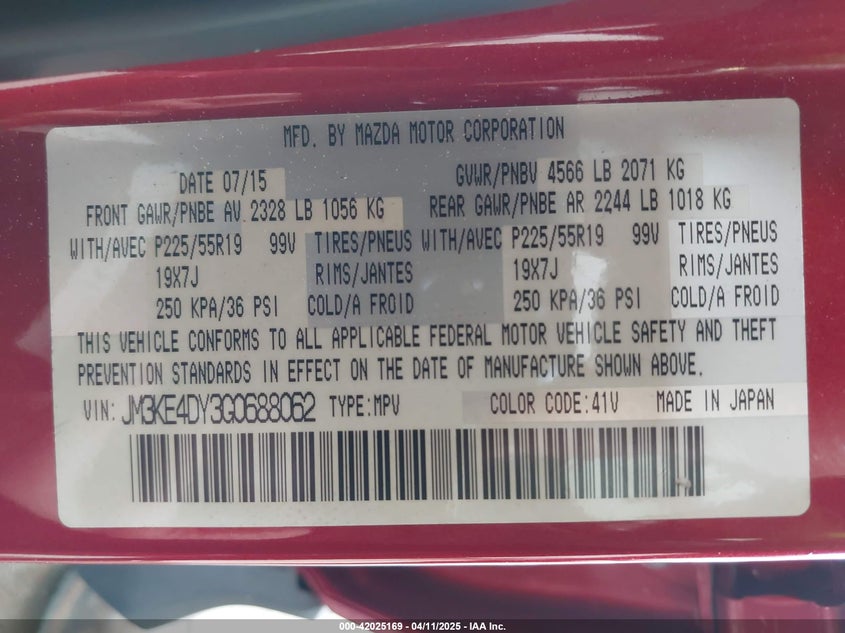 MFD. BY MAZDA MOTOR CORPORATION
DATE 07/15 GVWR/PNBV 4566 LB 2071 KG
FRONT GAWR/PNBE AV 2328 LB 1056 KG REAR GAWR/PNBE AR 2244 LB 1018 KG
WITH/AVEC P225/55R19 99V TIRES/PNEUS WITH/AVEC P225/55R19 99V TIRES/PNEUS
19X7J RIMS/JANTES 19X7J RIMS/JANTES
250 KPA/36 PSI COLD/A FROID 250 KPA/36 PSI COLD/A FROID
THIS VEHICLE CONFORMS TO ALL APPLICABLE FEDERAL MOTOR VEHICLE SAFETY AND THEFT
PREVENTION STANDARDS IN EFFECT ON THE DATE OF MANUFACTURE SHOWN ABOVE.
VIN: JM3KE4DY3G0688062 TYPE:MPV COLOR CODE:41V MADE IN JAPAN
000-42025169 - 04/11/2025 - IAA Inc.